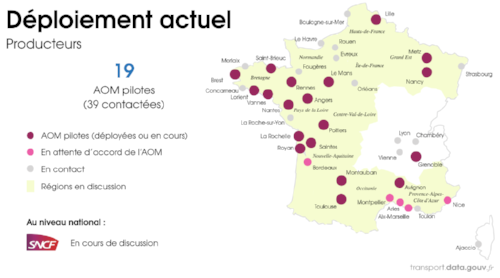 Déploiement actuel
Producteurs
19
AOM pilotes
(39 contactées)
AOM pilotes (déployées ou en cours)
En attente d'accord de l'AOM
En contact
Régions en discussion
Au niveau national :
SNCF
En cours de discussion
Lille
Boulogne-sur-Mer
Hauts-de-France
Le Havre
Rouen
Normandie
Evreux
Île-de-France
Metz
Grand Est
Nancy
Strasbourg
Morlaix
Saint-Brieuc
Fougères
Brest
Bretagne
Rennes
Le Mans
Orléans
Concarneau
Lorient
Vannes
Angers
Nantes
Pays de la Loire
Centre-Val-de-Loire
La Roche-sur-Yon
Poitiers
La Rochelle
Saintes
Royan
Nouvelle-Aquitaine
Bordeaux
Lyon
Chambéry
Vienne
Grenoble
Montauban
Occitanie
Avignon
Provence-Alpes-
Côte d'Azur
Montpellier
Nice
Toulouse
Arles
Aix-Marseille
Toulon
Ajaccio
transport.data.gouv.fr